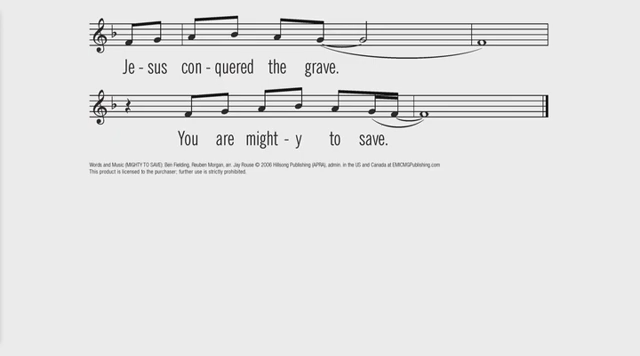 Je - sus con - quered the grave.
You are might - y to save.
Words and Music (MIGHTY TO SAVE). Ben Fielding, Reuben Morgan, arr. Jay Rouse © 2006 Hillsong Publishing (APRA), admin. in the US and Canada at EMICMGPublishing.com
This product is licensed to the purchaser; further use is strictly prohibited.